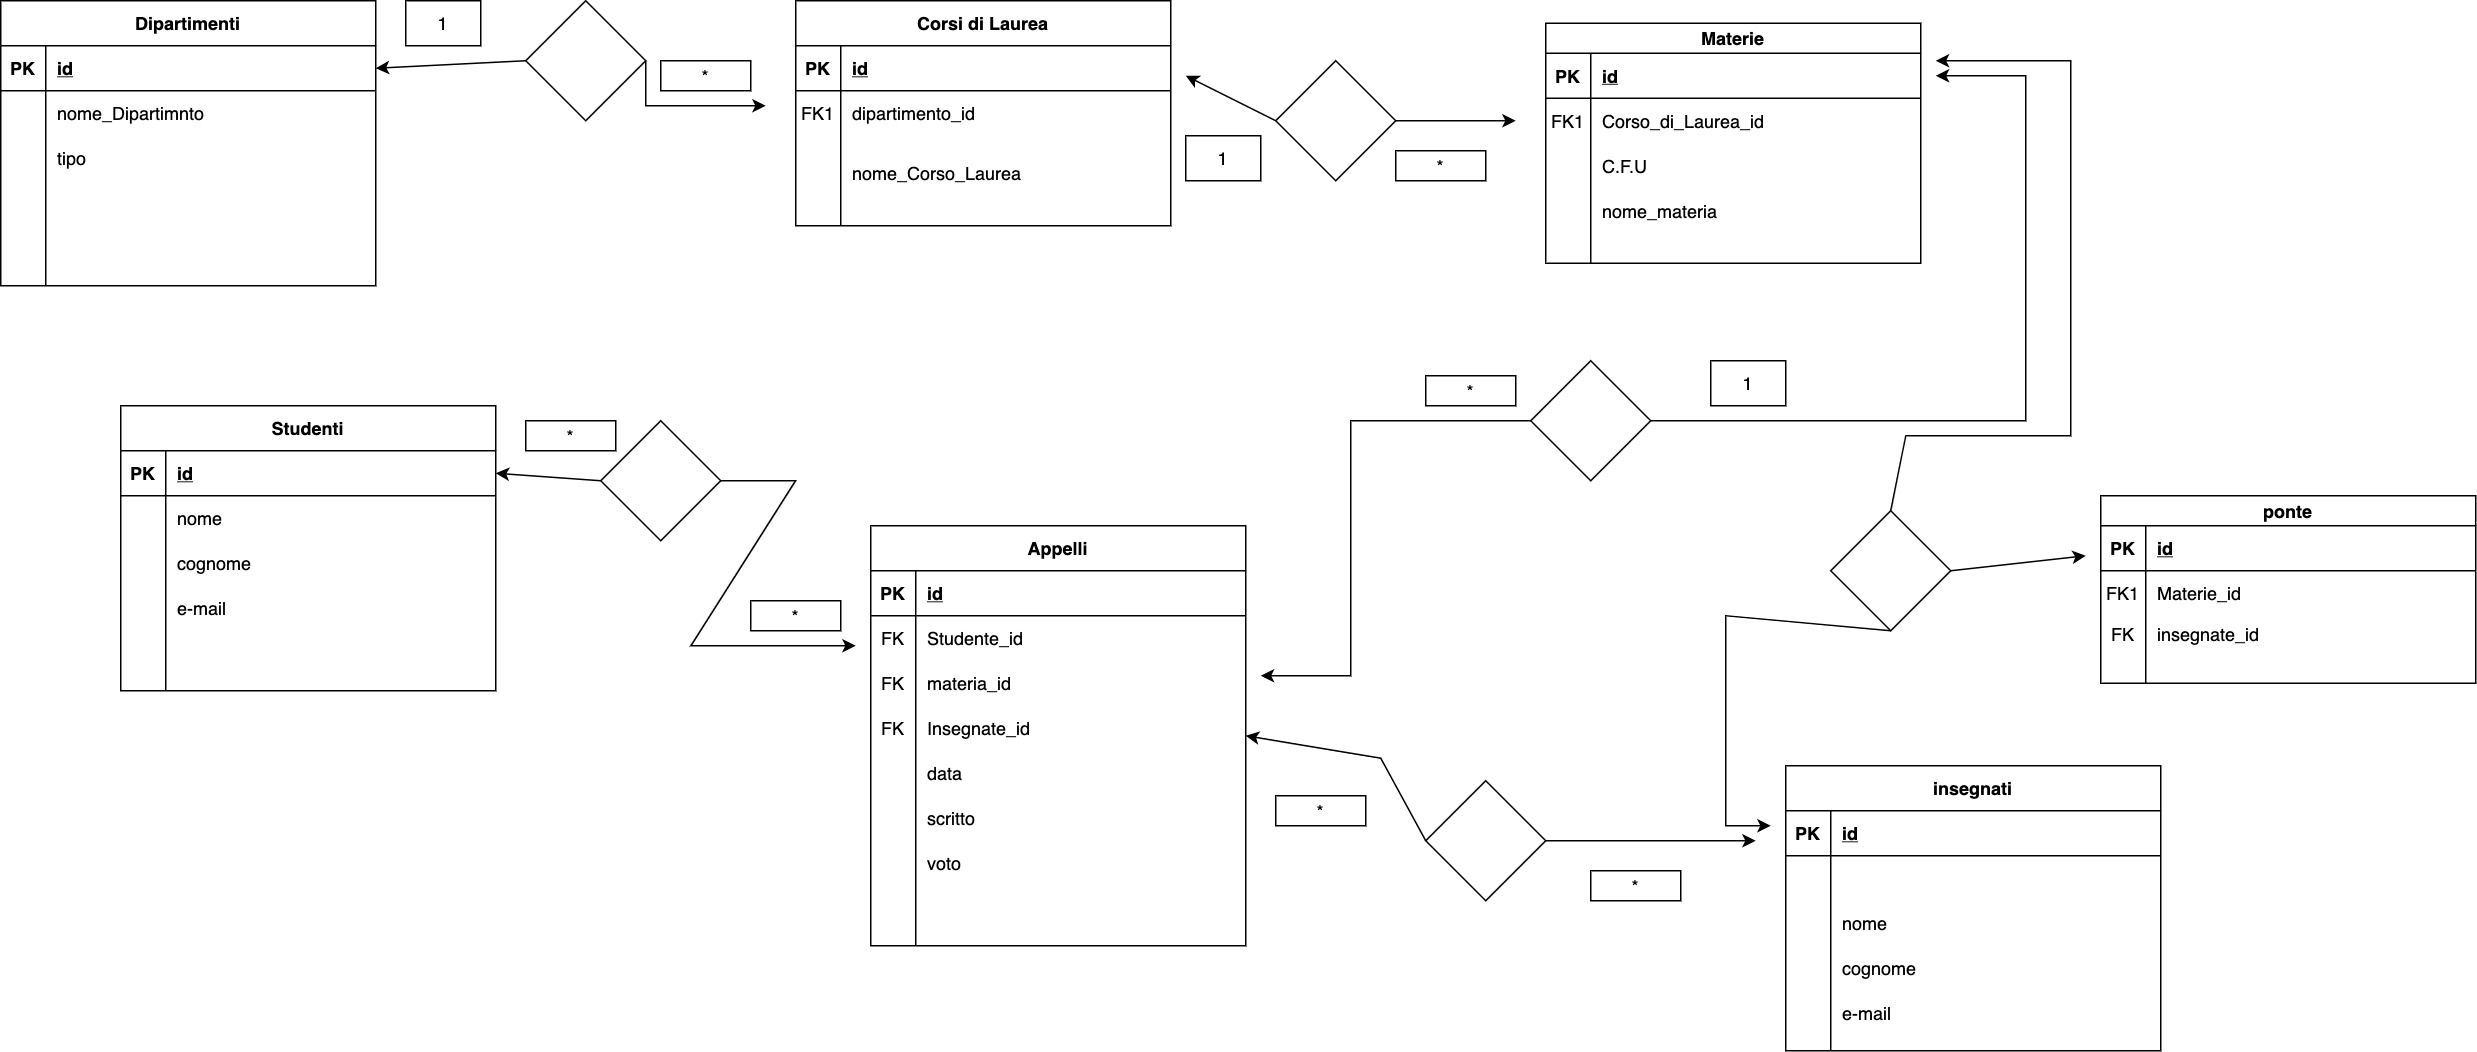 Dipartimenti
PK id
nome_Dipartimnto
tipo
1
*
Corsi di Laurea
PK id
FK1 dipartimento_id
nome_Corso_Laurea
1
*
Materie
PK id
FK1 Corso_di_Laurea_id
C.F.U
nome_materia
*
1
Studenti
PK id
nome
cognome
e-mail
*
*
Appelli
PK id
FK Studente_id
FK materia_id
FK Insegnate_id
data
scritto
voto
*
*
ponte
PK id
FK1 Materie_id
FK insegnate_id
insegnati
PK id
nome
cognome
e-mail